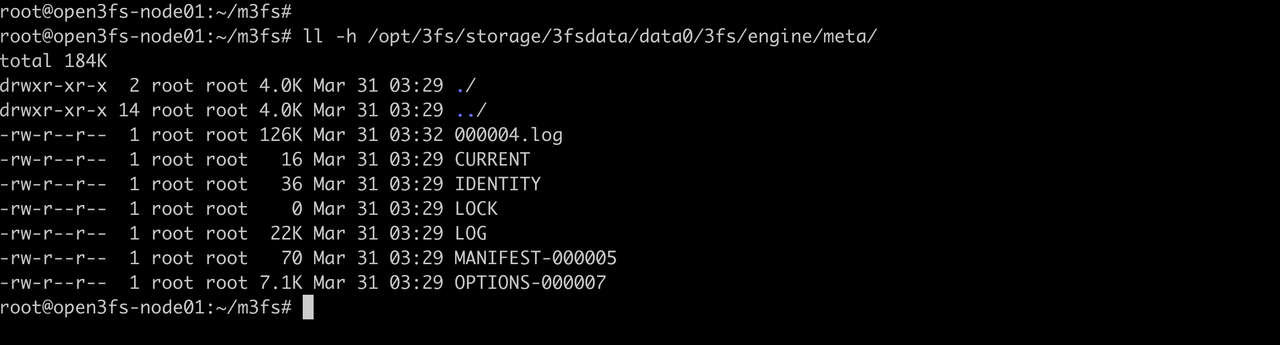 root@open3fs-node01:~/m3fs#
root@open3fs-node01:~/m3fs# ll -h /opt/3fs/storage/3fsdata/data0/3fs/engine/meta/
total 184K
drwxr-xr-x  2 root root 4.0K Mar 31 03:29 ./
drwxr-xr-x 14 root root 4.0K Mar 31 03:29 ../
-rw-r--r--  1 root root 126K Mar 31 03:32 000004.log
-rw-r--r--  1 root root   16 Mar 31 03:29 CURRENT
-rw-r--r--  1 root root   36 Mar 31 03:29 IDENTITY
-rw-r--r--  1 root root    0 Mar 31 03:29 LOCK
-rw-r--r--  1 root root  22K Mar 31 03:29 LOG
-rw-r--r--  1 root root   70 Mar 31 03:29 MANIFEST-000005
-rw-r--r--  1 root root 7.1K Mar 31 03:29 OPTIONS-000007
root@open3fs-node01:~/m3fs#